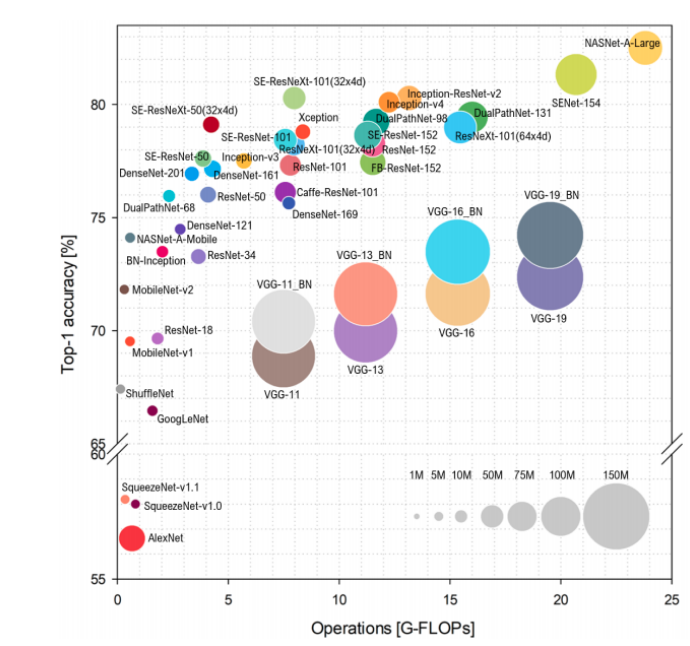 NASNet-A-Large
SE-ResNeXt-101(32x4d)
SENet-154
Inception-ResNet-v2
80
Inception-v4
SE-ResNeXt-50(32x4d)
Xception
DualPathNet-131
DualPathNet-98
SE-ResNet-101
SE-ResNet-152
ResNeXt-101(64x4d)
ResNeXt-101(32x4d)
ResNet-152
SE-ResNet-50
Inception-v3
ResNet-101
FB-ResNet-152
DenseNet-201
DenseNet-161
Caffe-ResNet-101
ResNet-50
DualPathNet-68
DenseNet-169
VGG-19_BN
VGG-16_BN
75
DenseNet-121
NASNet-A-Mobile
BN-Inception
ResNet-34
VGG-13_BN
VGG-11_BN
MobileNet-v2
Top-1 accuracy [%]
70
ResNet-18
MobileNet-v1
VGG-19
VGG-16
VGG-13
VGG-11
ShuffleNet
GoogLeNet
65
60
1M 5M 10M 50M 75M 100M 150M
SqueezeNet-v1.1
SqueezeNet-v1.0
AlexNet
55
0 5 10 15 20 25
Operations [G-FLOPs]